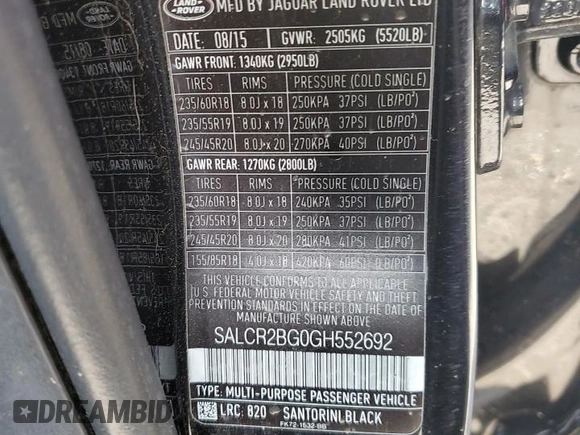 LAND-
ROVER
MFD BY JAGUAR LAND ROVER LTD
DATE: 08/15 GVWR: 2505KG (5520LB)
GAWR FRONT: 1340KG (2950LB)
TIRES RIMS PRESSURE (COLD SINGLE)
235/60R18 8.0J x 18 250KPA 37PSI (LB/PO²)
235/55R19 8.0J x 19 250KPA 37PSI (LB/PO²)
245/45R20 8.0J x 20 270KPA 40PSI (LB/PO²)
GAWR REAR: 1270KG (2800LB)
TIRES RIMS PRESSURE (COLD SINGLE)
235/60R18 8.0J x 18 240KPA 35PSI (LB/PO²)
235/55R19 8.0J x 19 250KPA 37PSI (LB/PO²)
245/45R20 8.0J x 20 280KPA 41PSI (LB/PO²)
155/85R18 4.0J x 18 420KPA 60PSI (LB/PO²)
THIS VEHICLE CONFORMS TO ALL APPLICABLE
U.S. FEDERAL MOTOR VEHICLE SAFETY AND THEFT
PREVENTION STANDARDS IN EFFECT ON THE DATE OF
MANUFACTURE SHOWN ABOVE
SALCR2BG0GH552692
TYPE: MULTI-PURPOSE PASSENGER VEHICLE
LRC: 820 SANTORINI.BLACK
FK72-1532-BB
DOCAUCTION.COM